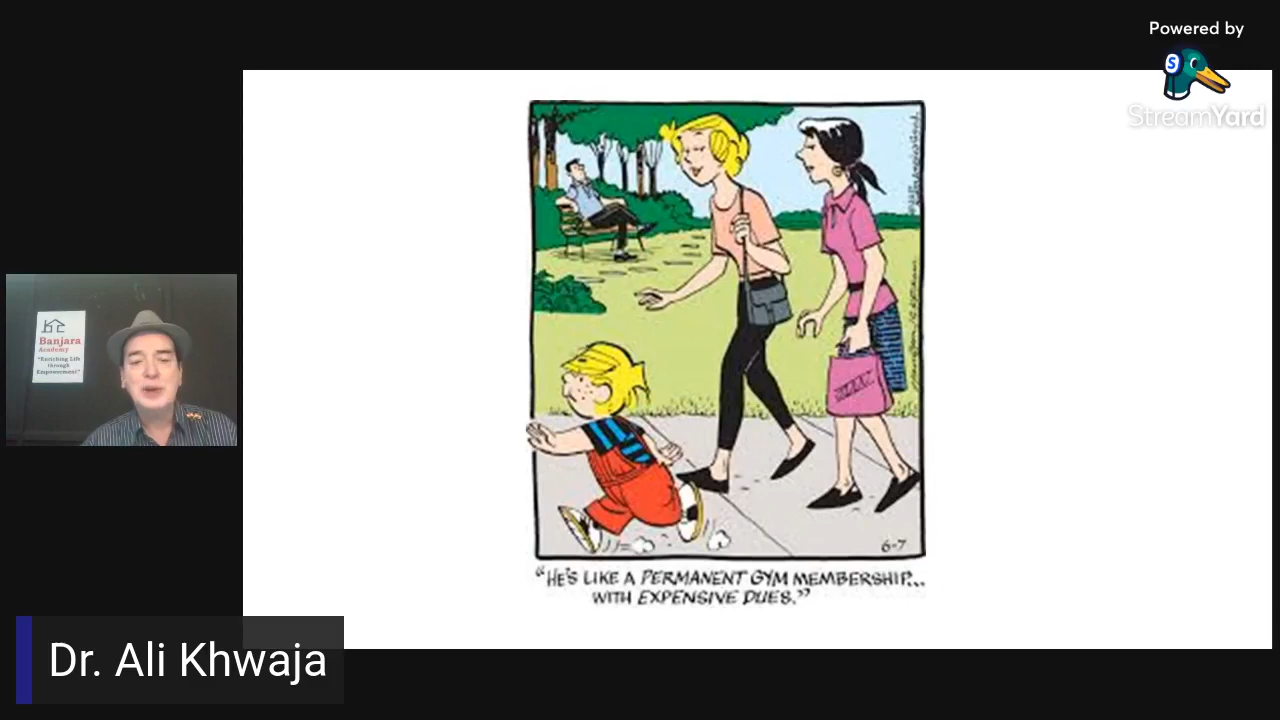 Powered by
S
StreamYard
Banjara
Academy
"Enriching Life
through
Empowerment"
6-7
"HE'S LIKE A PERMANENT GYM MEMBERSHIP...
WITH EXPENSIVE DUES."
Dr. Ali Khwaja